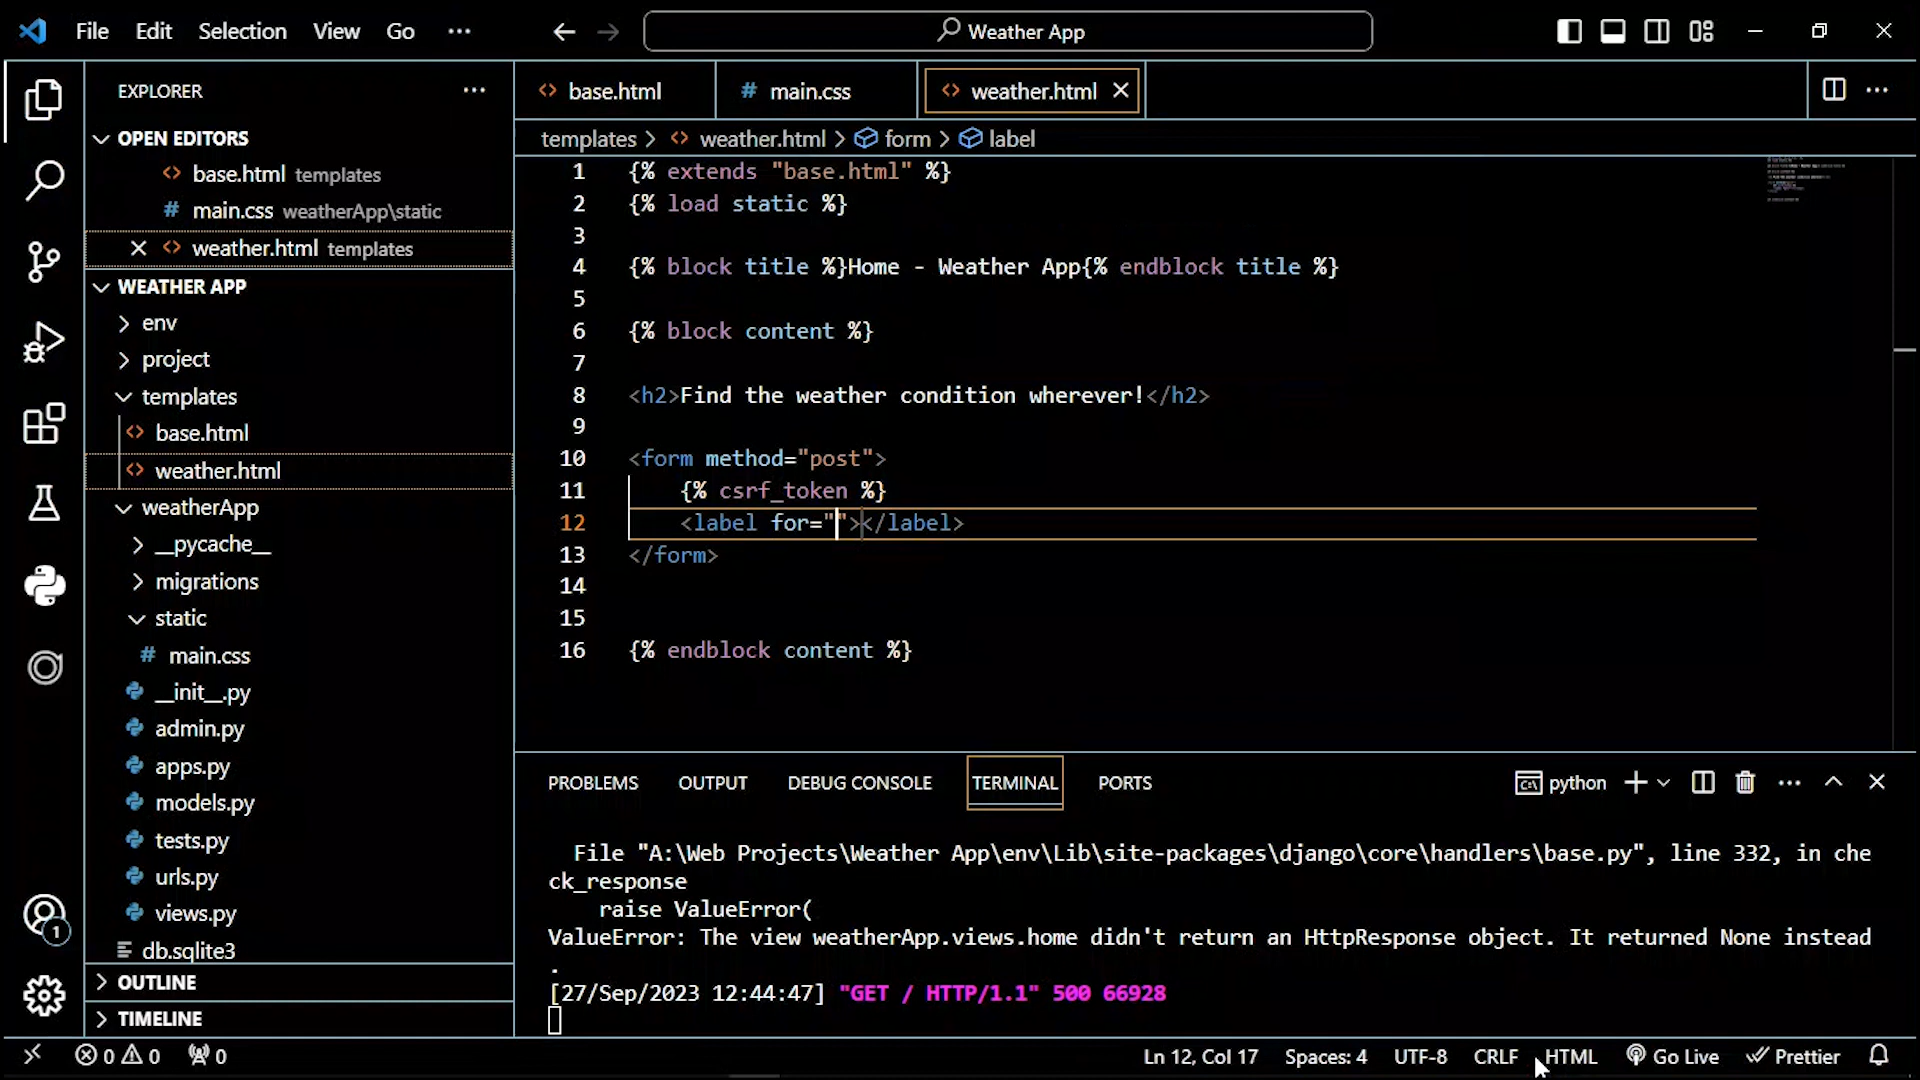 File Edit Selection View Go ··· Weather App
EXPLORER ···
OPEN EDITORS
base.html templates
main.css weatherApp\static
weather.html templates
WEATHER APP
env
project
templates
base.html
weather.html
weatherApp
__pycache__
migrations
static
main.css
__init__.py
admin.py
apps.py
models.py
tests.py
urls.py
views.py
db.sqlite3
OUTLINE
TIMELINE
base.html # main.css weather.html
templates > weather.html > form > label
1 {% extends "base.html" %}
2 {% load static %}
3
4 {% block title %}Home - Weather App{% endblock title %}
5
6 {% block content %}
7
8 <h2>Find the weather condition wherever!</h2>
9
10 <form method="post">
11 {% csrf_token %}
12 <label for=""></label>
13 </form>
14
15
16 {% endblock content %}
PROBLEMS OUTPUT DEBUG CONSOLE TERMINAL PORTS python
File "A:\Web Projects\Weather App\env\Lib\site-packages\django\core\handlers\base.py", line 332, in che
ck_response
raise ValueError(
ValueError: The view weatherApp.views.home didn't return an HttpResponse object. It returned None instead
.
[27/Sep/2023 12:44:47] "GET / HTTP/1.1" 500 66928
1
0 0 0 Ln 12, Col 17 Spaces: 4 UTF-8 CRLF HTML Go Live Prettier